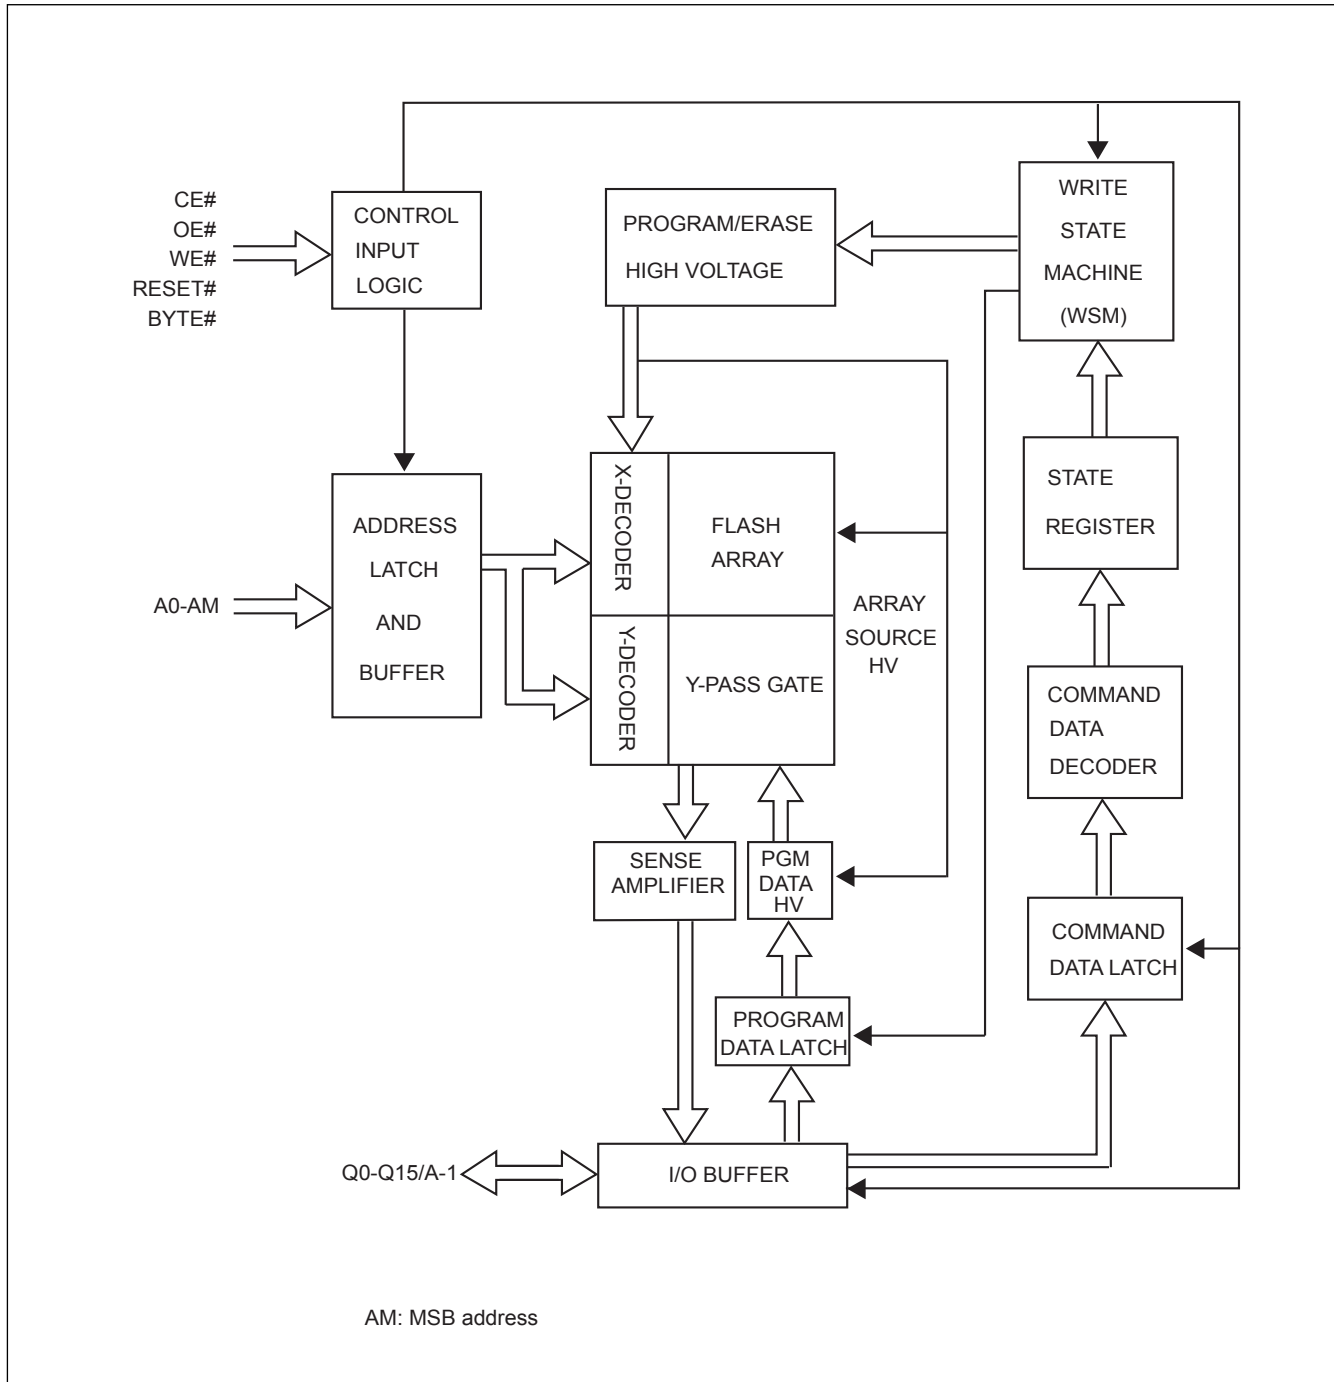 CE#
OE#
WE#
RESET#
BYTE#
CONTROL
INPUT
LOGIC
PROGRAM/ERASE
HIGH VOLTAGE
WRITE
STATE
MACHINE
(WSM)
STATE
REGISTER
A0-AM
ADDRESS
LATCH
AND
BUFFER
X-DECODER
FLASH
ARRAY
Y-DECODER
Y-PASS GATE
ARRAY
SOURCE
HV
COMMAND
DATA
DECODER
SENSE
AMPLIFIER
PGM
DATA
HV
COMMAND
DATA LATCH
PROGRAM
DATA LATCH
Q0-Q15/A-1
I/O BUFFER
AM: MSB address